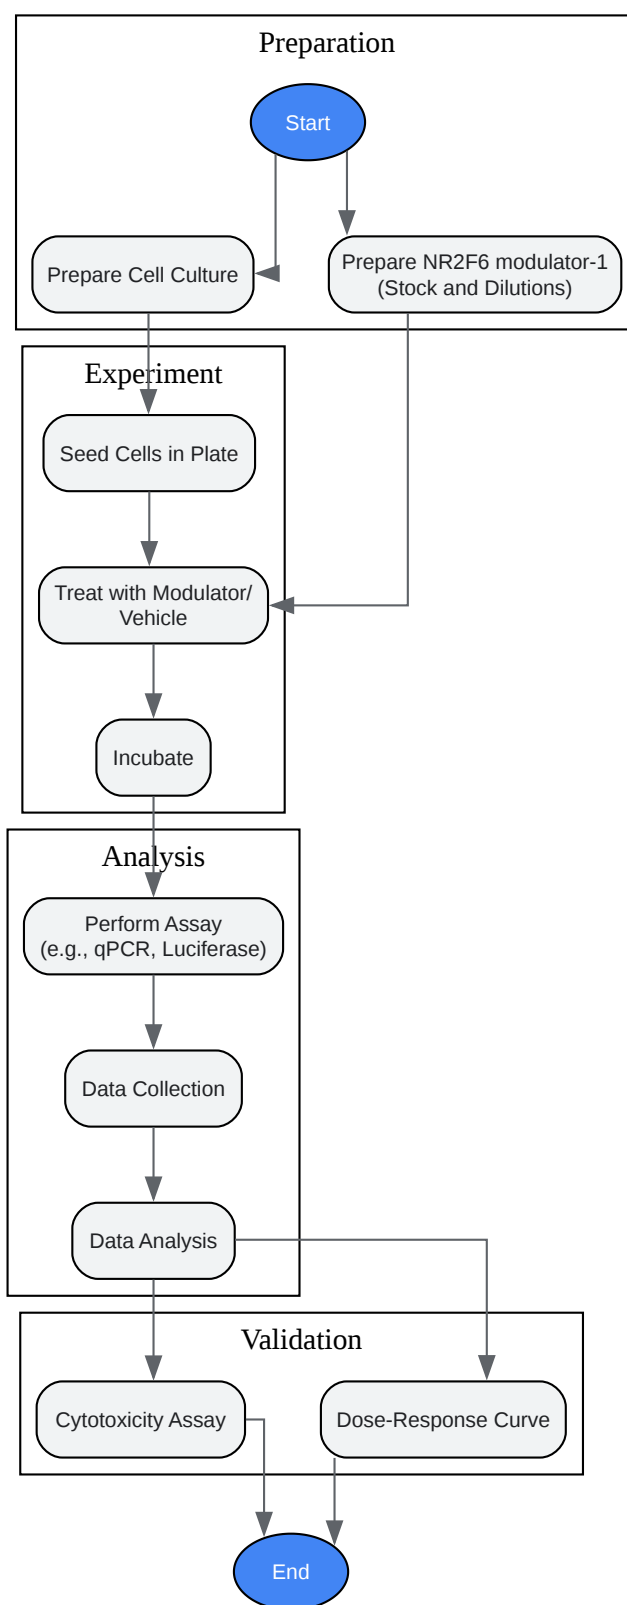 Preparation
Start
Prepare Cell Culture
Prepare NR2F6 modulator-1
(Stock and Dilutions)
Experiment
Seed Cells in Plate
Treat with Modulator/
Vehicle
Incubate
Analysis
Perform Assay
(e.g., qPCR, Luciferase)
Data Collection
Data Analysis
Validation
Cytotoxicity Assay
Dose-Response Curve
End